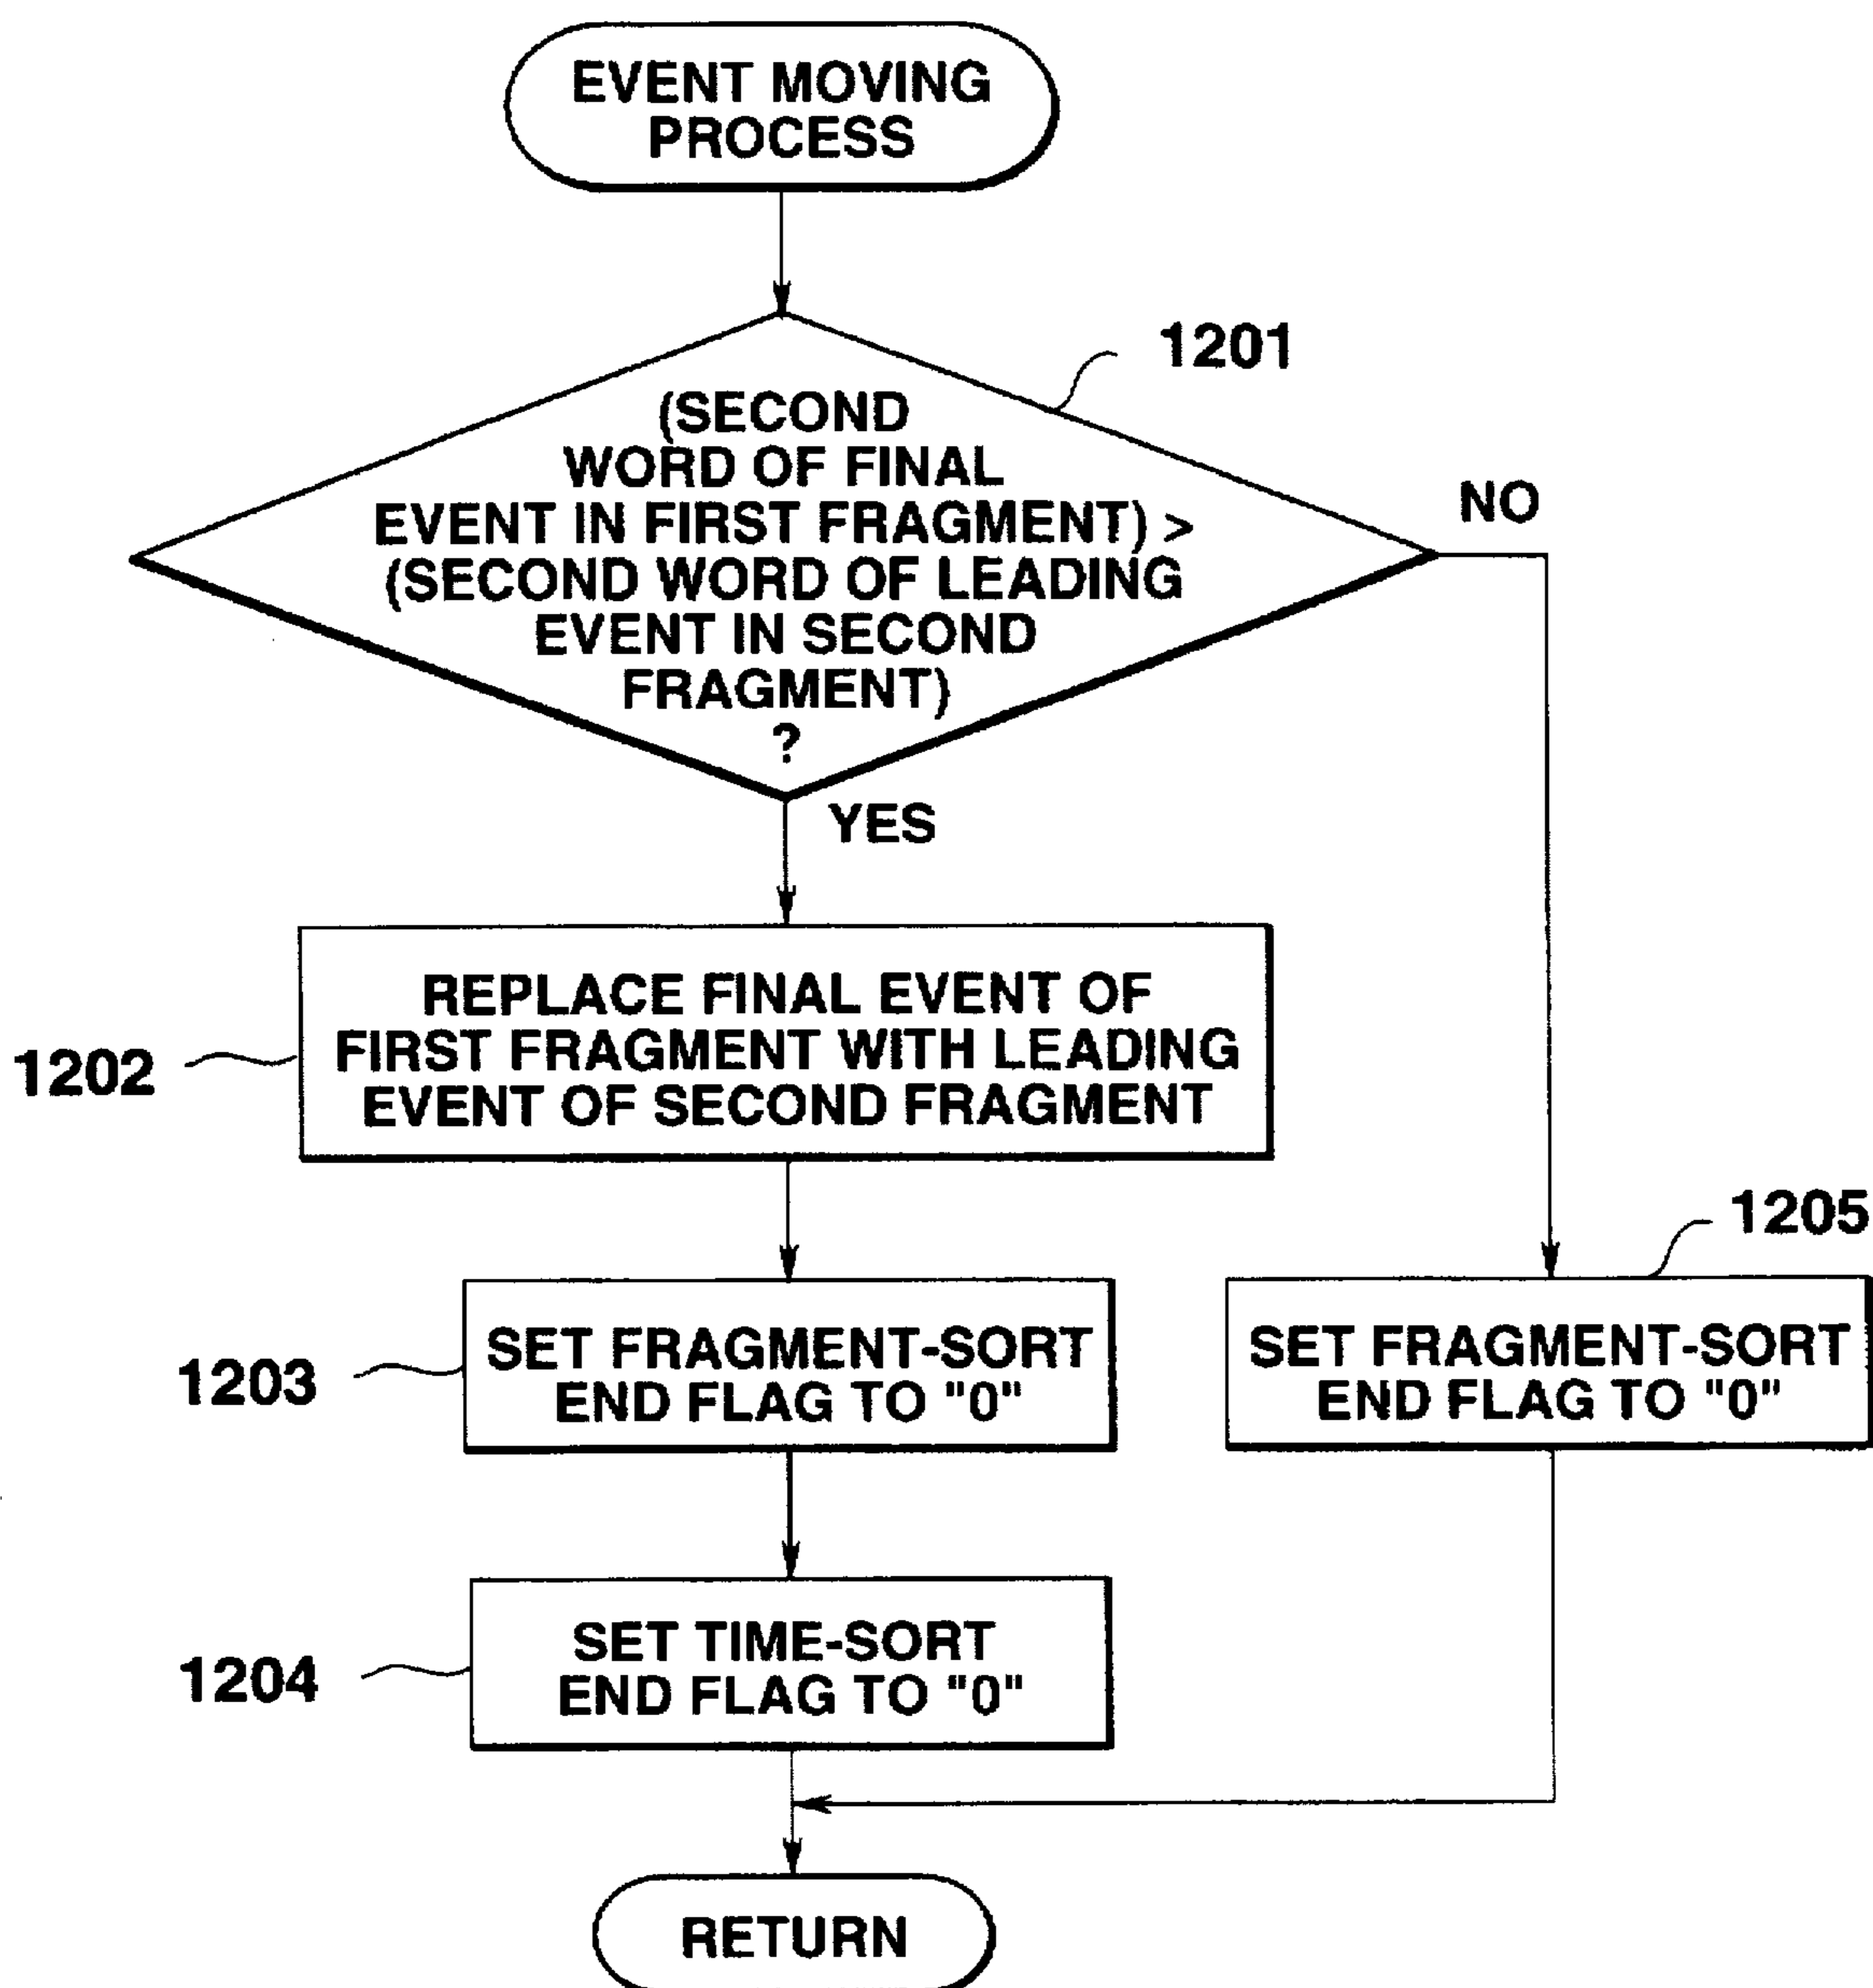 EVENT MOVING
PROCESS
1201
(SECOND
WORD OF FINAL
EVENT IN FIRST FRAGMENT) >
(SECOND WORD OF LEADING
EVENT IN SECOND
FRAGMENT)
?
NO
YES
1202
REPLACE FINAL EVENT OF
FIRST FRAGMENT WITH LEADING
EVENT OF SECOND FRAGMENT
1203
SET FRAGMENT-SORT
END FLAG TO "0"
1205
SET FRAGMENT-SORT
END FLAG TO "0"
1204
SET TIME-SORT
END FLAG TO "0"
RETURN